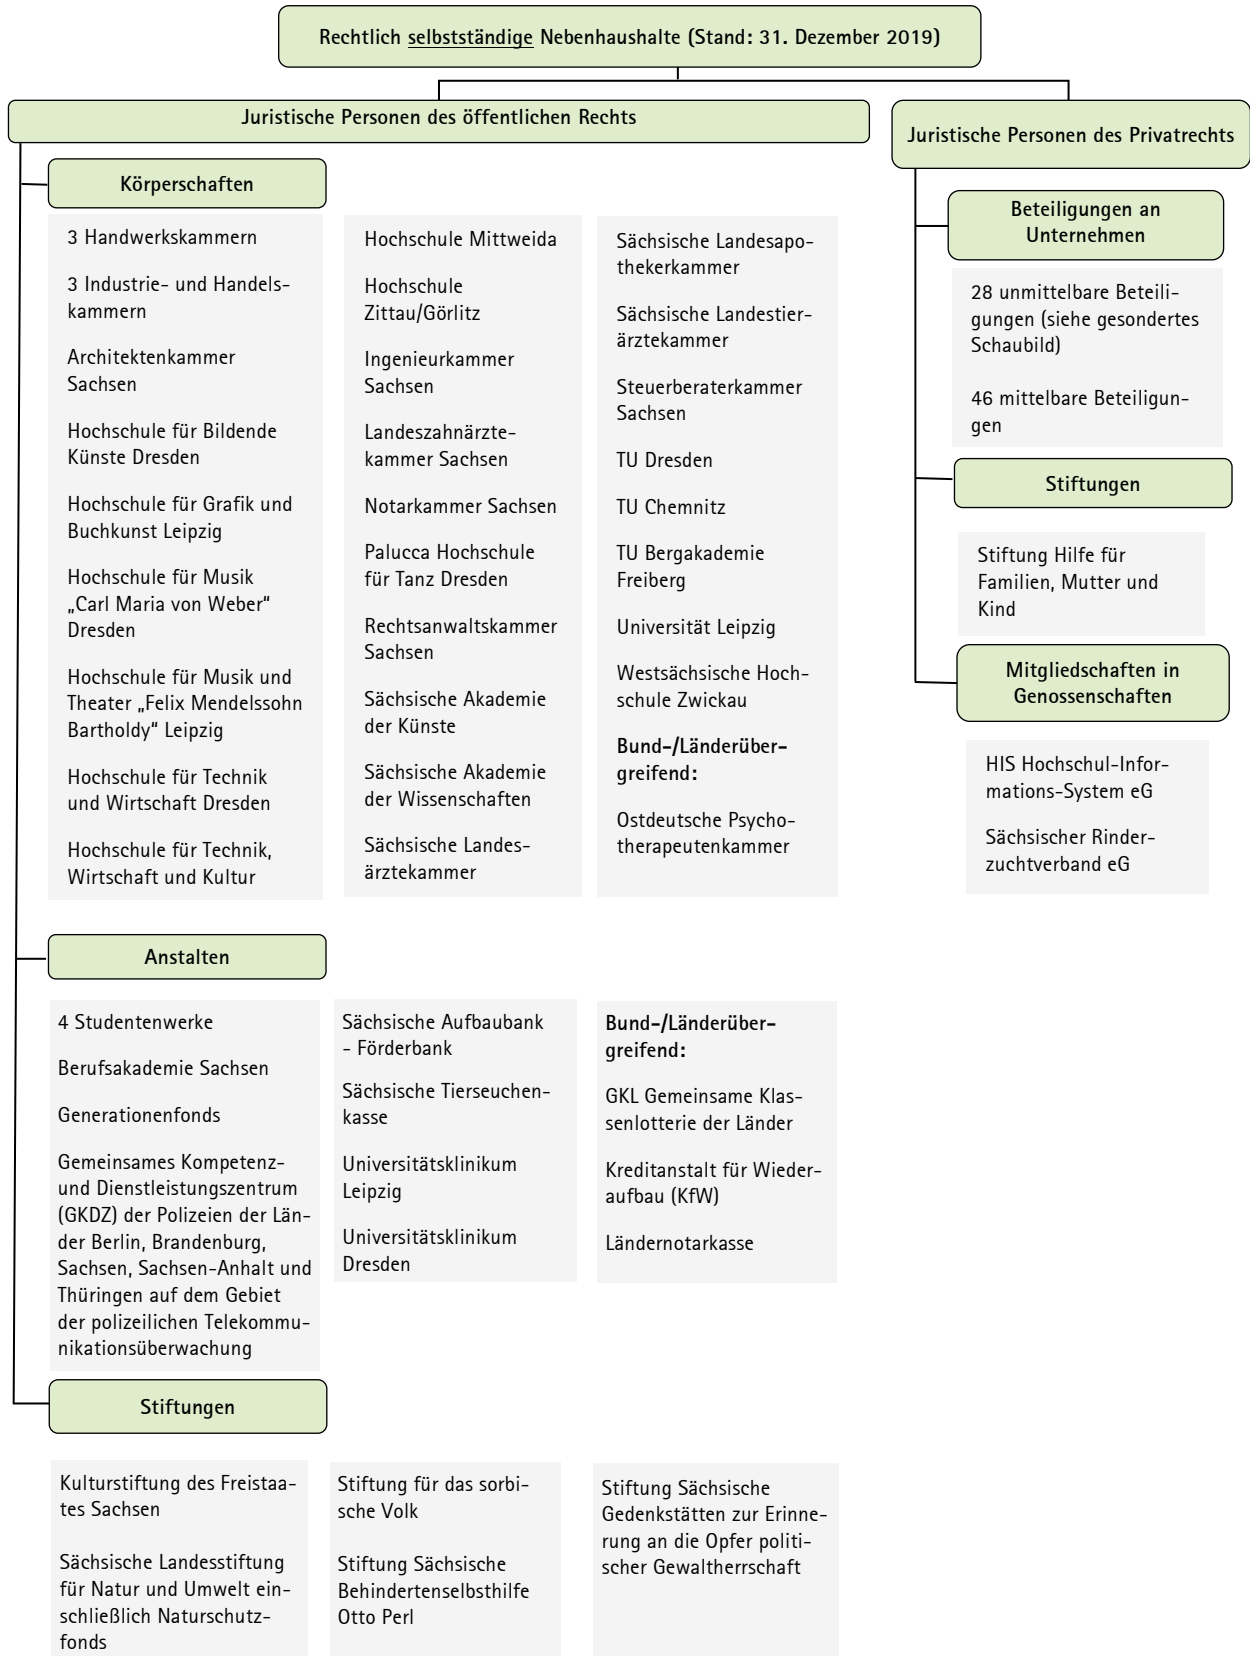 Rechtlich selbstständige Nebenhaushalte (Stand: 31. Dezember 2019)
Juristische Personen des öffentlichen Rechts
Körperschaften
3 Handwerkskammern
3 Industrie- und Handels-
kammern
Architektenkammer
Sachsen
Hochschule für Bildende
Künste Dresden
Hochschule für Grafik und
Buchkunst Leipzig
Hochschule für Musik
„Carl Maria von Weber"
Dresden
Hochschule für Musik und
Theater „Felix Mendelssohn
Bartholdy" Leipzig
Hochschule für Technik
und Wirtschaft Dresden
Hochschule für Technik,
Wirtschaft und Kultur
Hochschule Mittweida
Hochschule
Zittau/Görlitz
Ingenieurkammer
Sachsen
Landeszahnärzte-
kammer Sachsen
Notarkammer Sachsen
Palucca Hochschule
für Tanz Dresden
Rechtsanwaltskammer
Sachsen
Sächsische Akademie
der Künste
Sächsische Akademie
der Wissenschaften
Sächsische Landes-
ärztekammer
Sächsische Landesapo-
thekerkammer
Sächsische Landestier-
ärztekammer
Steuerberaterkammer
Sachsen
TU Dresden
TU Chemnitz
TU Bergakademie
Freiberg
Universität Leipzig
Westsächsische Hoch-
schule Zwickau
Bund-/Länderüber-
greifend:
Ostdeutsche Psycho-
therapeutenkammer
Anstalten
4 Studentenwerke
Berufsakademie Sachsen
Generationenfonds
Gemeinsames Kompetenz-
und Dienstleistungszentrum
(GKDZ) der Polizeien der Län-
der Berlin, Brandenburg,
Sachsen, Sachsen-Anhalt und
Thüringen auf dem Gebiet
der polizeilichen Telekommu-
nikationsüberwachung
Sächsische Aufbaubank
- Förderbank
Sächsische Tierseuchen-
kasse
Universitätsklinikum
Leipzig
Universitätsklinikum
Dresden
Bund-/Länderüber-
greifend:
GKL Gemeinsame Klas-
senlotterie der Länder
Kreditanstalt für Wieder-
aufbau (KfW)
Ländernotarkasse
Stiftungen
Kulturstiftung des Freistaa-
tes Sachsen
Sächsische Landesstiftung
für Natur und Umwelt ein-
schließlich Naturschutz-
fonds
Stiftung für das sorbi-
sche Volk
Stiftung Sächsische
Behindertenselbsthilfe
Otto Perl
Stiftung Sächsische
Gedenkstätten zur Erinne-
rung an die Opfer politi-
scher Gewaltherrschaft
Juristische Personen des Privatrechts
Beteiligungen an
Unternehmen
28 unmittelbare Beteili-
gungen (siehe gesondertes
Schaubild)
46 mittelbare Beteiligun-
gen
Stiftungen
Stiftung Hilfe für
Familien, Mutter und
Kind
Mitgliedschaften in
Genossenschaften
HIS Hochschul-Infor-
mations-System eG
Sächsischer Rinder-
zuchtverband eG